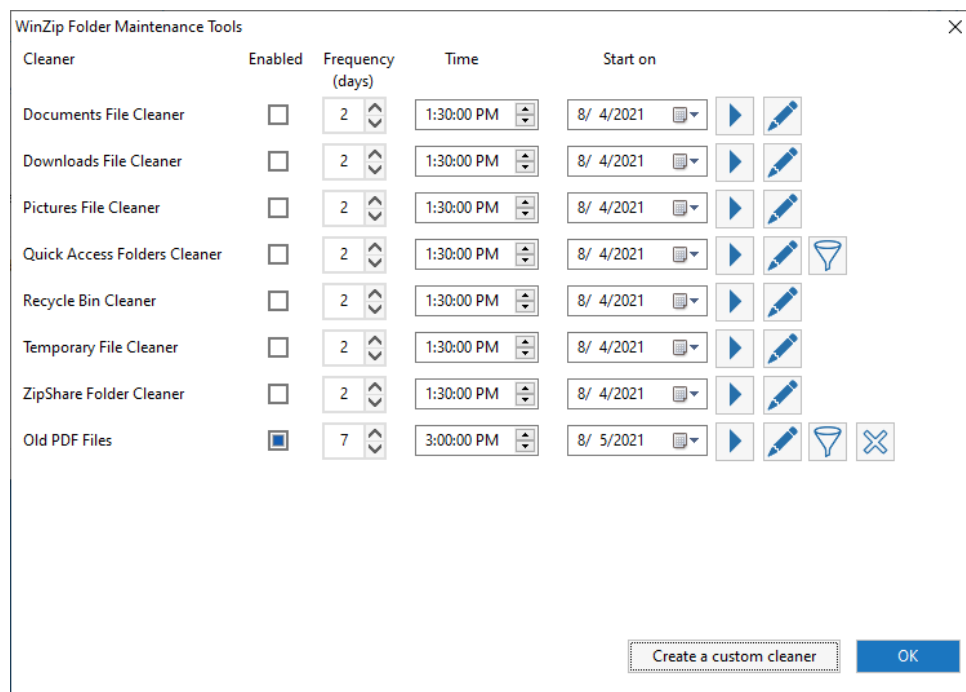 WinZip Folder Maintenance Tools
Cleaner Enabled Frequency (days) Time Start on
Documents File Cleaner 2 1:30:00 PM 8/ 4/2021
Downloads File Cleaner 2 1:30:00 PM 8/ 4/2021
Pictures File Cleaner 2 1:30:00 PM 8/ 4/2021
Quick Access Folders Cleaner 2 1:30:00 PM 8/ 4/2021
Recycle Bin Cleaner 2 1:30:00 PM 8/ 4/2021
Temporary File Cleaner 2 1:30:00 PM 8/ 4/2021
ZipShare Folder Cleaner 2 1:30:00 PM 8/ 4/2021
Old PDF Files 7 3:00:00 PM 8/ 5/2021
Create a custom cleaner OK